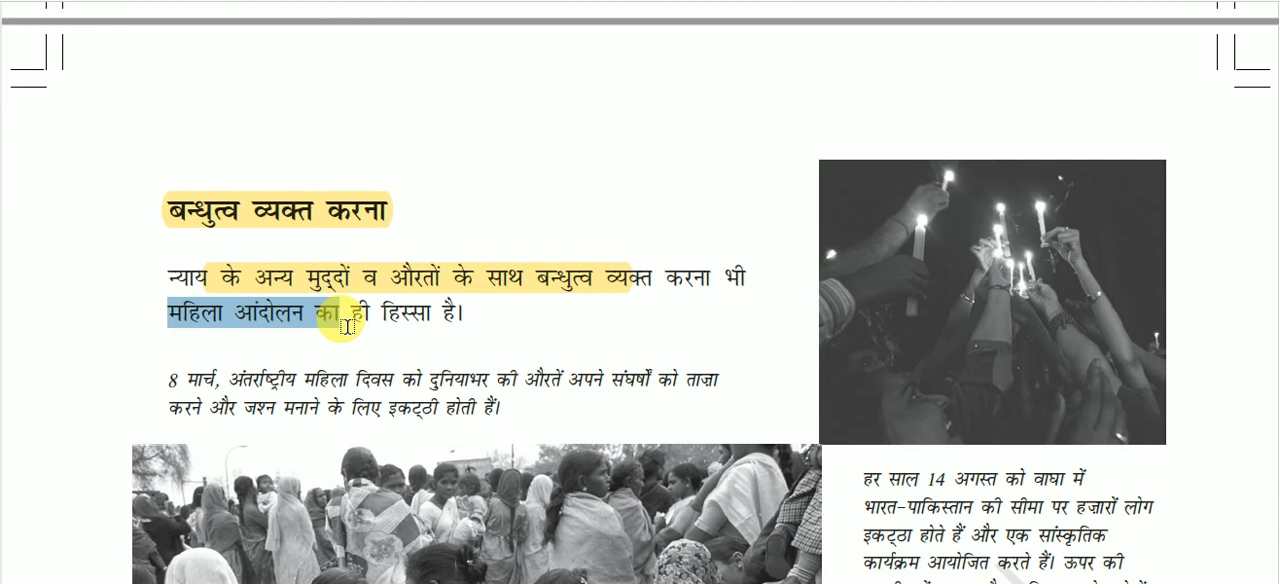 बन्धुत्व व्यक्त करना
न्याय के अन्य मुद्दों व औरतों के साथ बन्धुत्व व्यक्त करना भी
महिला आंदोलन का ही हिस्सा है।
8 मार्च, अंतर्राष्ट्रीय महिला दिवस को दुनियाभर की औरतें अपने संघर्षों को ताज़ा
करने और जश्न मनाने के लिए इकट्ठी होती हैं।
हर साल 14 अगस्त को वाघा में
भारत-पाकिस्तान की सीमा पर हज़ारों लोग
इकट्ठा होते हैं और एक सांस्कृतिक
कार्यक्रम आयोजित करते हैं। ऊपर की